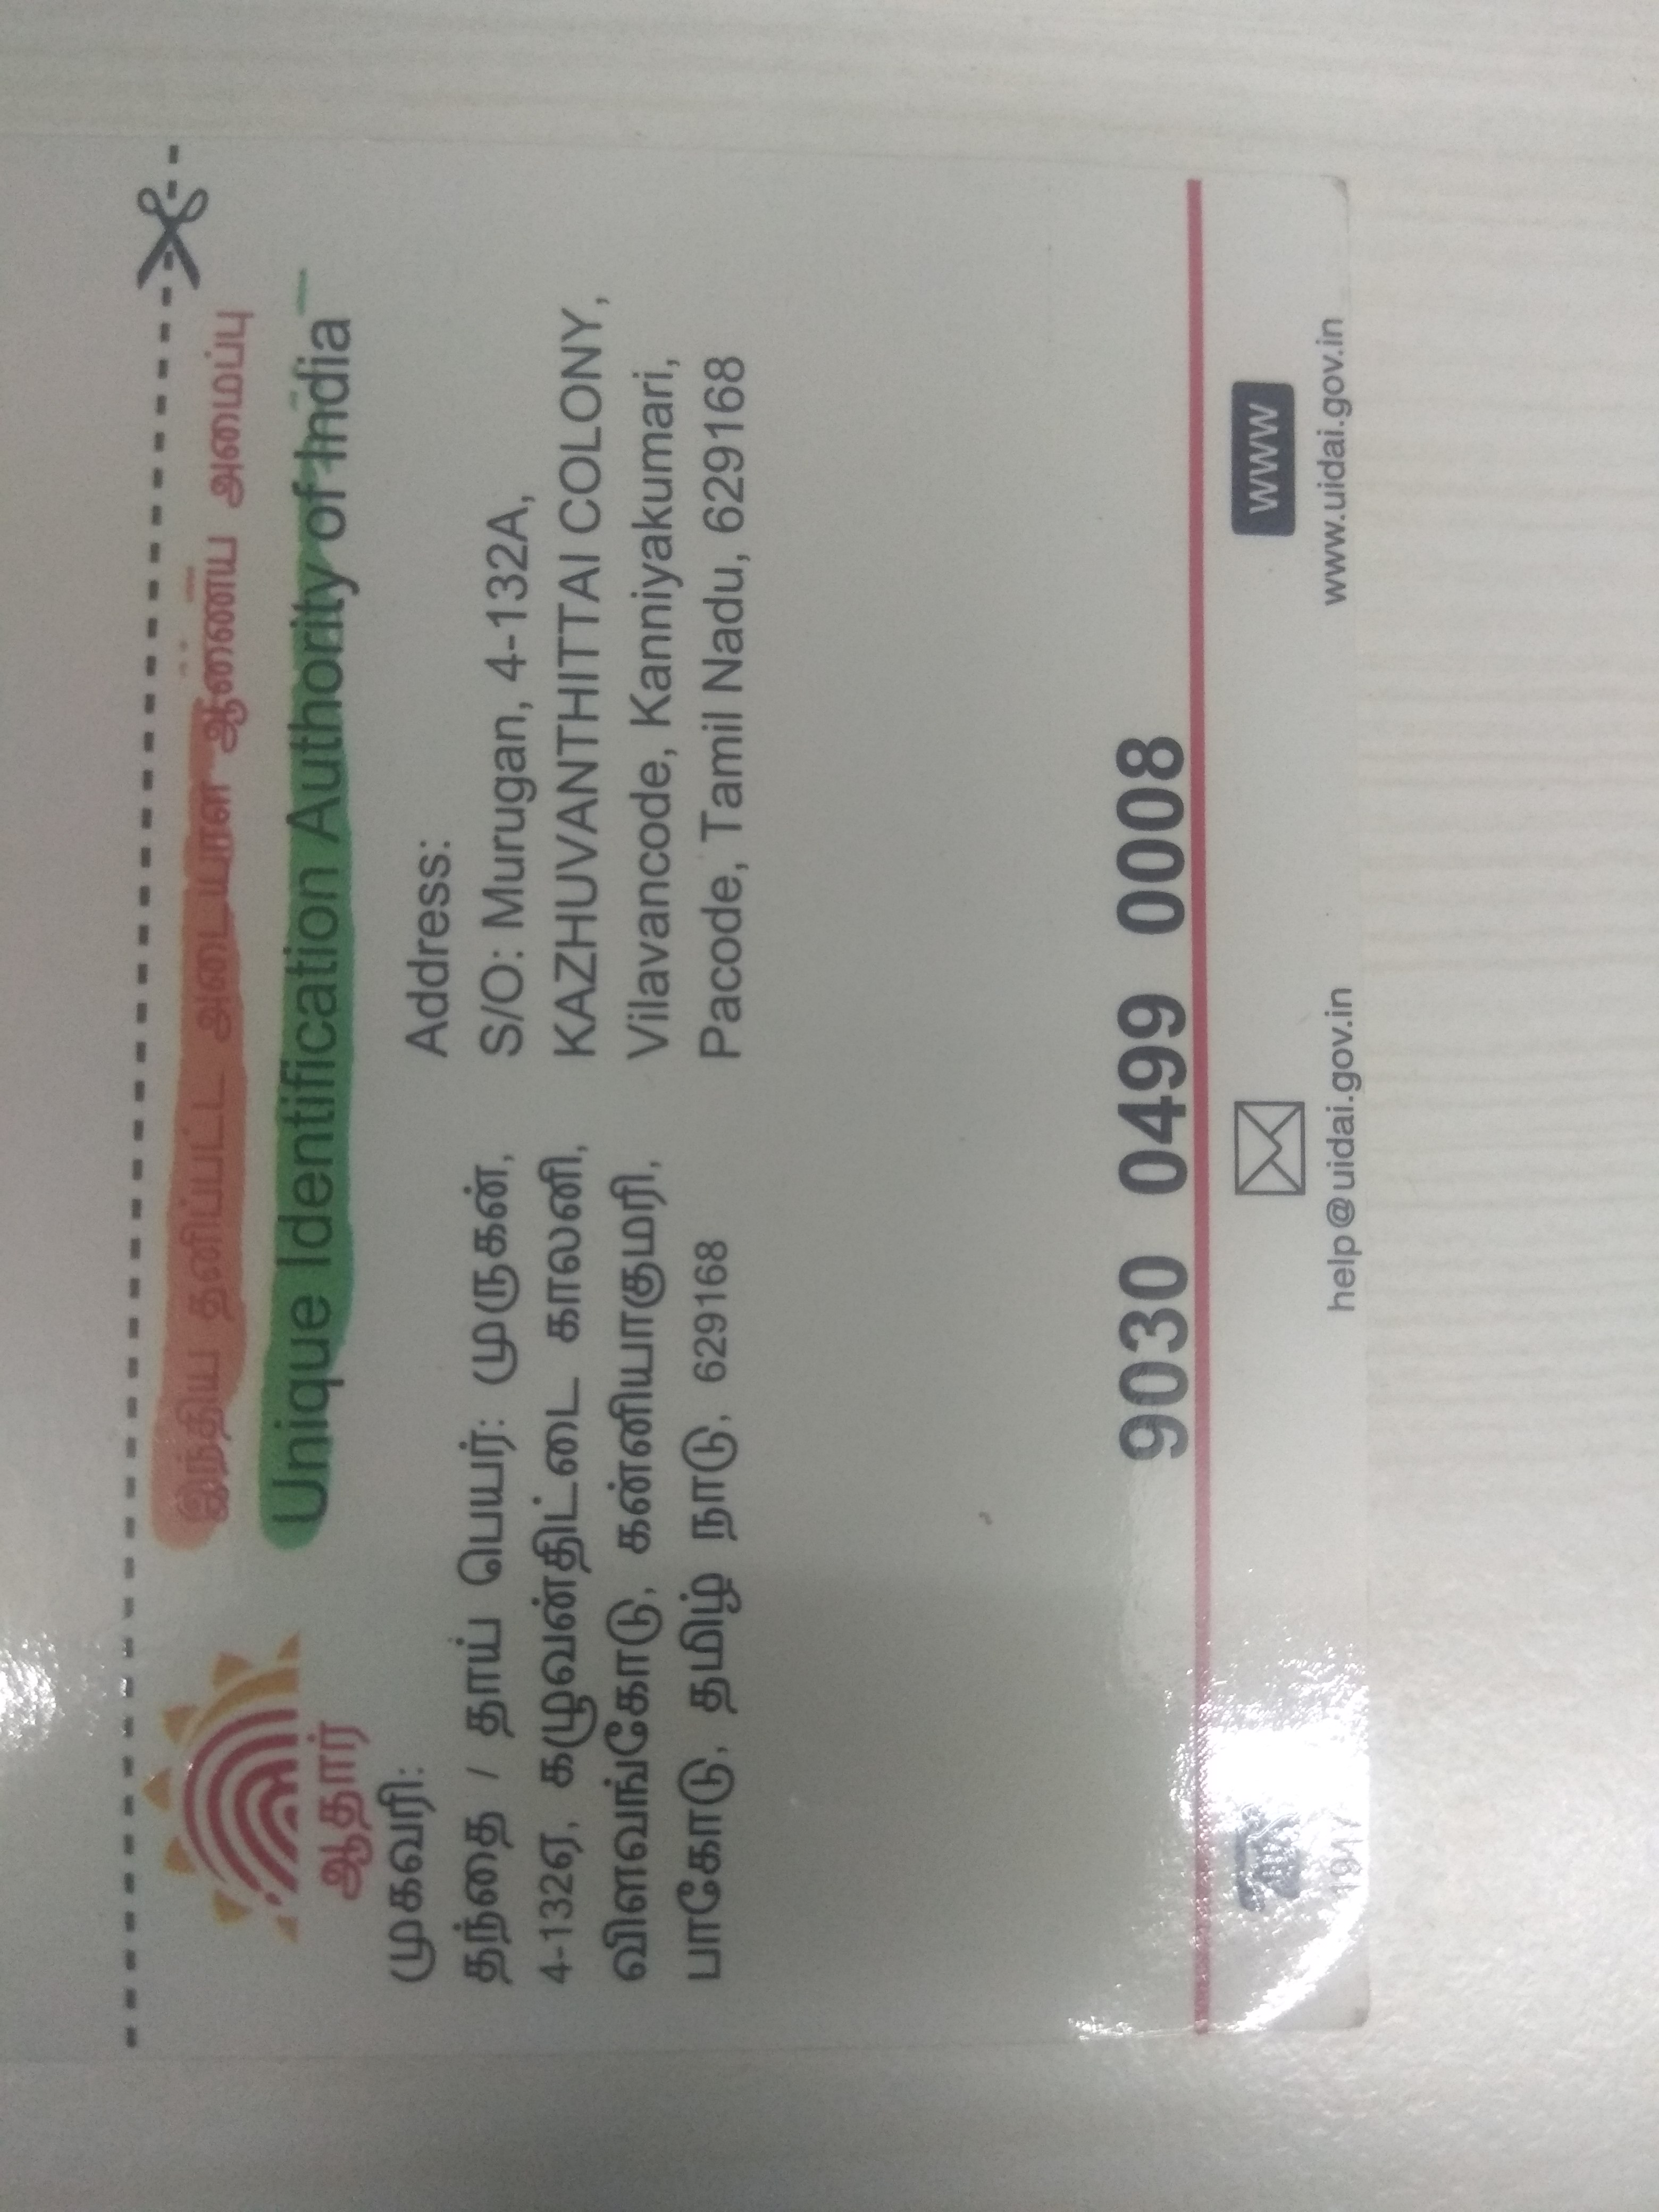 இந்திய தனிப்பட்ட அடையாள ஆணைய அமைப்பு
Unique Identification Authority of India
ஆதார்
முகவரி:
தந்தை / தாய் பெயர்: முருகன்,
4-132ஏ, கழுவன்திட்டை காலனி,
விளவங்கோடு, கன்னியாகுமரி,
பாகோடு, தமிழ் நாடு, 629168
Address:
S/O: Murugan, 4-132A,
KAZHUVANTHITTAI COLONY,
Vilavancode, Kanniyakumari,
Pacode, Tamil Nadu, 629168
9030 0499 0008
1947
help@uidai.gov.in
www
www.uidai.gov.in